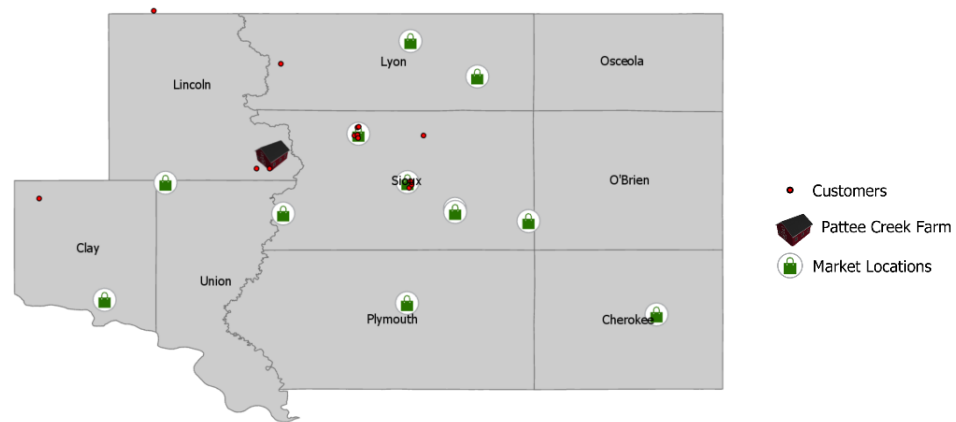 Lyon
Osceola
Lincoln
Sioux
O'Brien
Clay
Union
Plymouth
Cherokee
Customers
Pattee Creek Farm
Market Locations